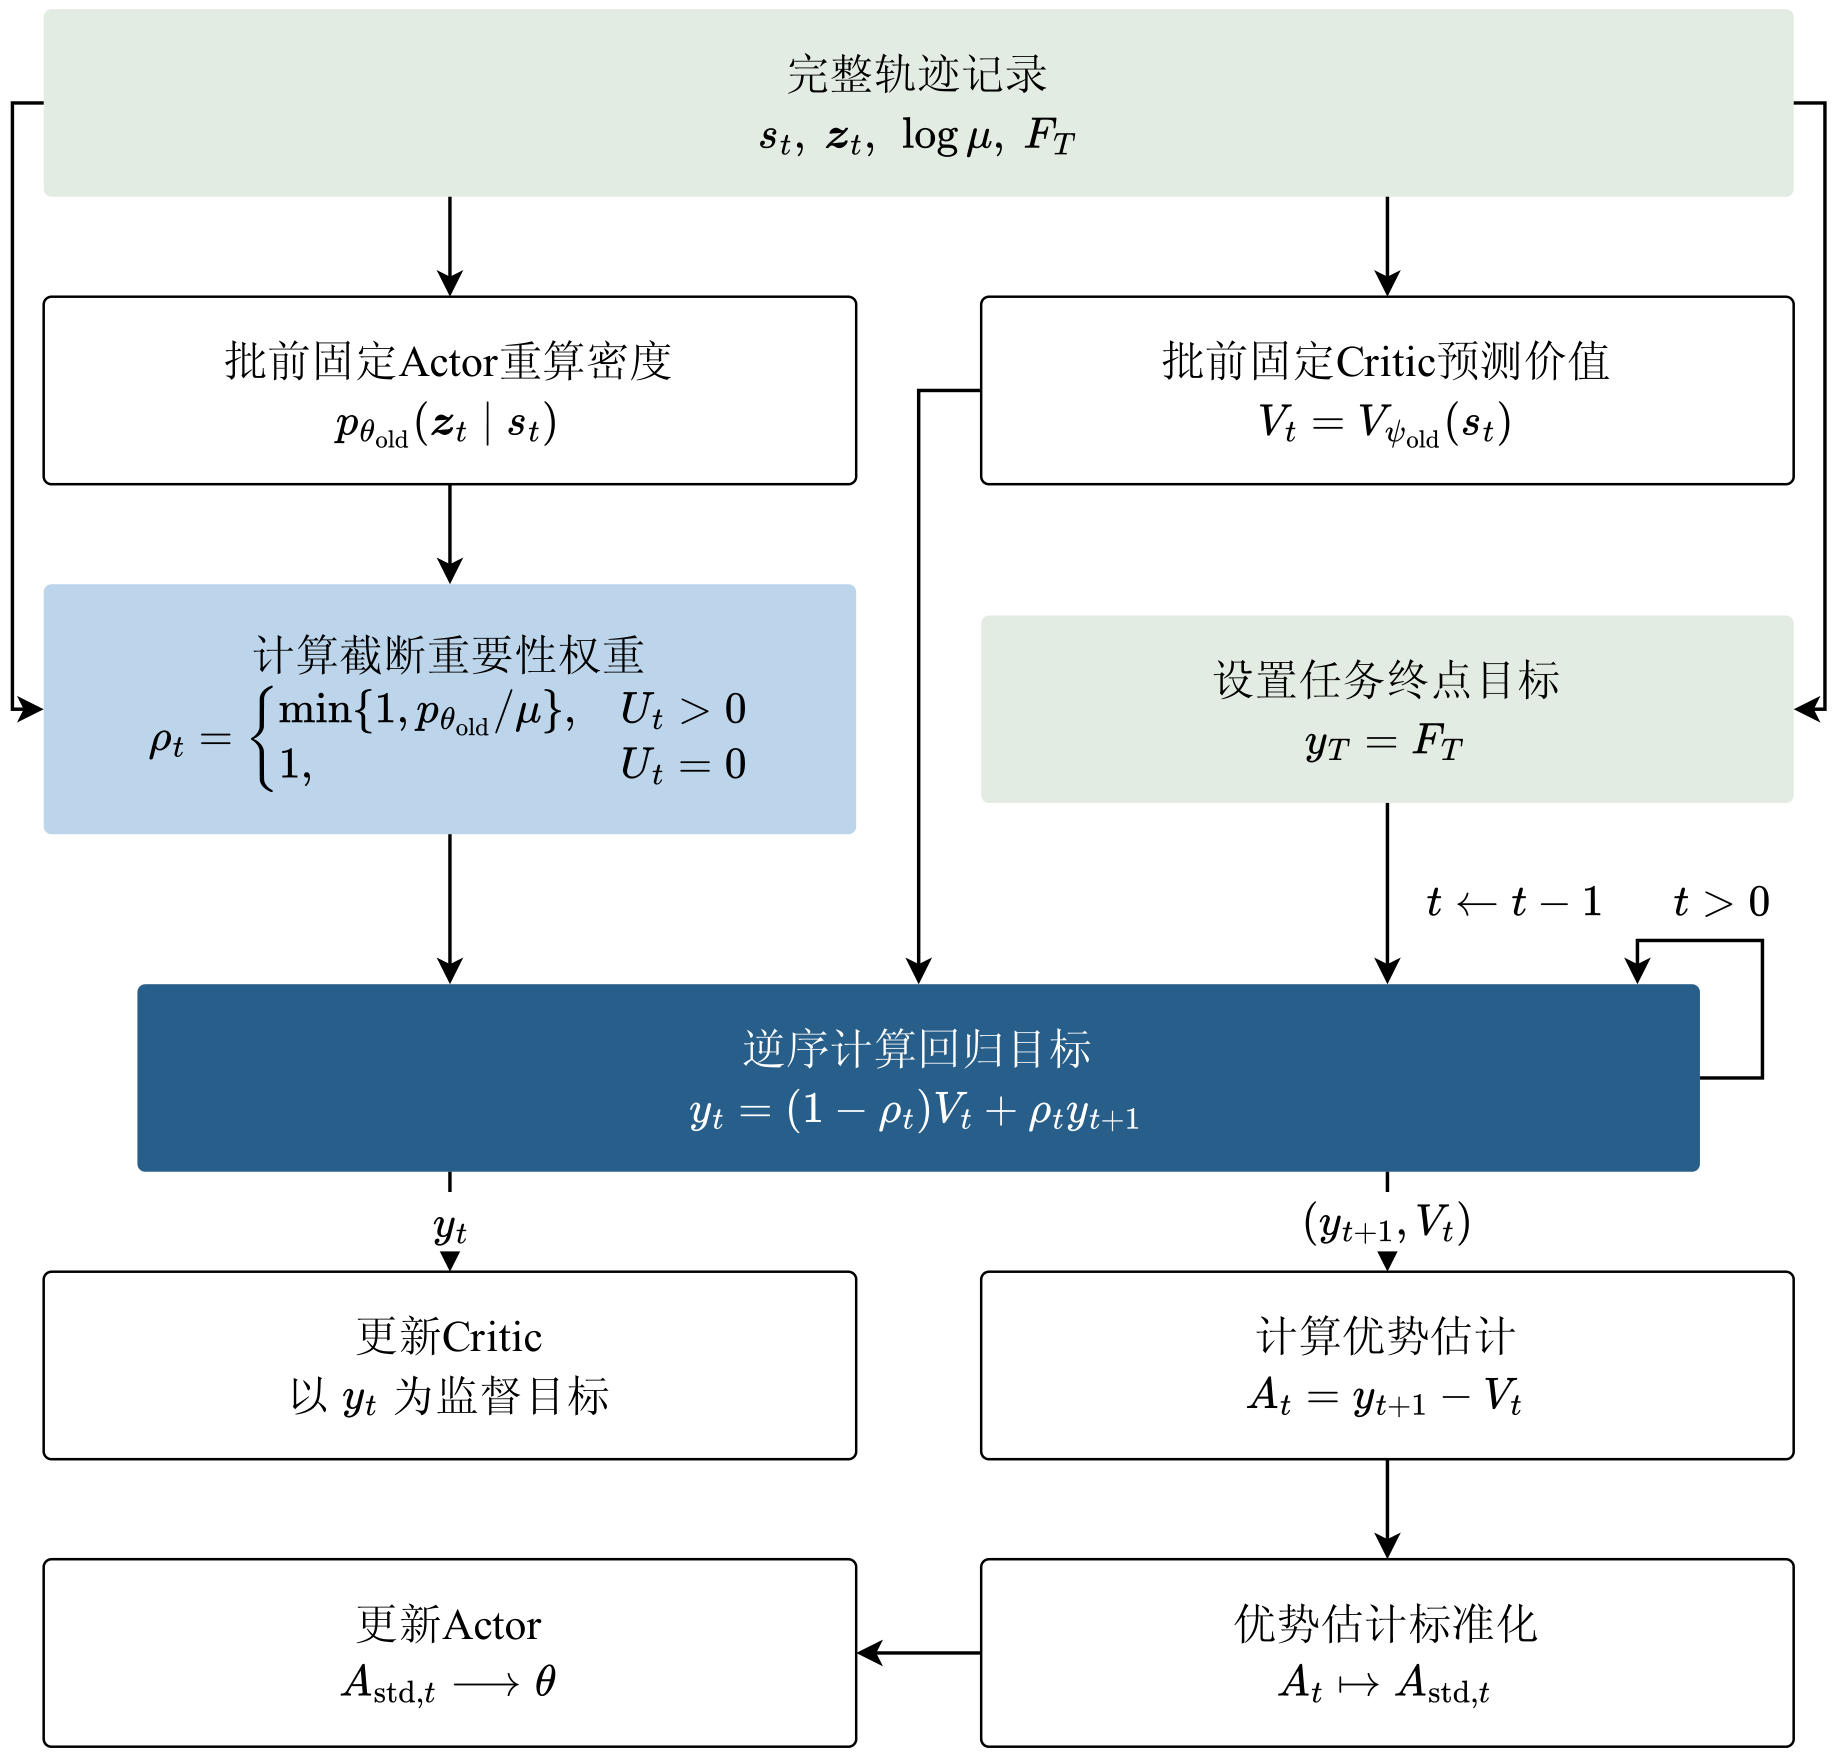 完整轨迹记录
s_t, z_t, log μ, F_T
批前固定Actor重算密度
p_{θ_old}(z_t | s_t)
批前固定Critic预测价值
V_t = V_{ψ_old}(s_t)
计算截断重要性权重
ρ_t = { min{1, p_{θ_old}/μ}, U_t > 0
1, U_t = 0
设置任务终点目标
y_T = F_T
t ← t − 1 t > 0
逆序计算回归目标
y_t = (1 − ρ_t)V_t + ρ_t y_{t+1}
y_t
(y_{t+1}, V_t)
更新Critic
以 y_t 为监督目标
计算优势估计
A_t = y_{t+1} − V_t
更新Actor
A_{std,t} ⟶ θ
优势估计标准化
A_t ↦ A_{std,t}